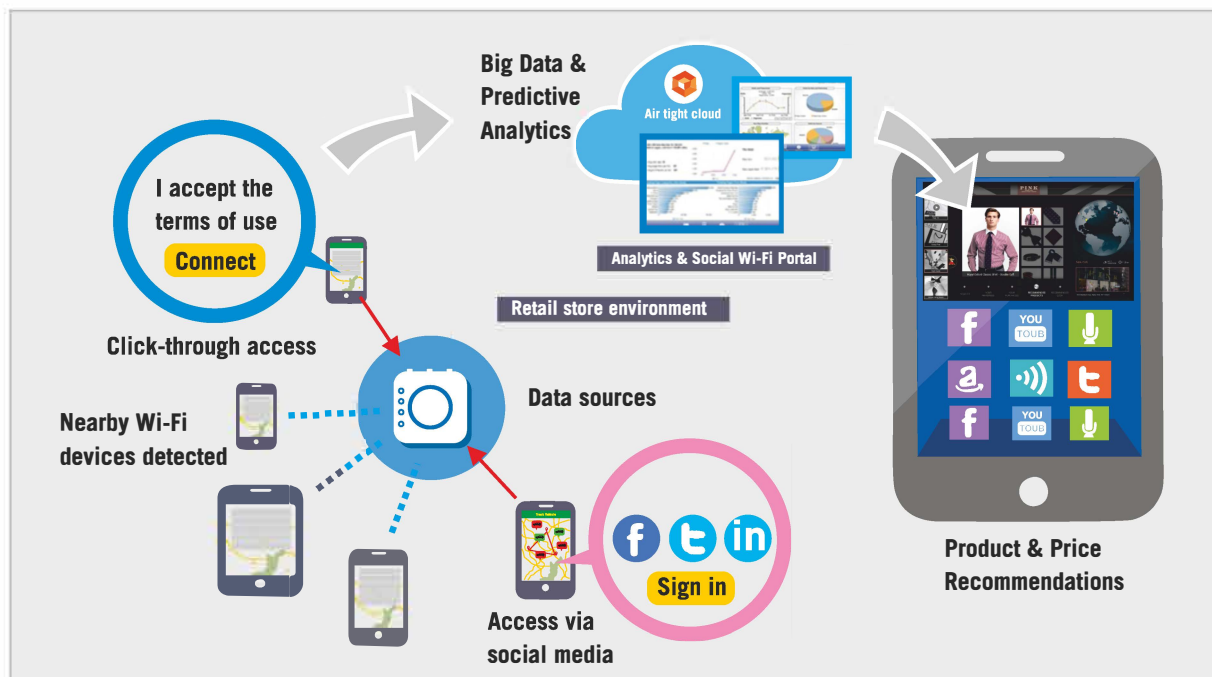 Big Data &
Predictive
Analytics
Air tight cloud
I accept the
terms of use
Connect
Analytics & Social Wi-Fi Portal
Retail store environment
Click-through access
Data sources
Nearby Wi-Fi
devices detected
PINK
f
YOU
TOUB
a
t
f
YOU
TOUB
f
t
in
Sign in
Access via
social media
Product & Price
Recommendations